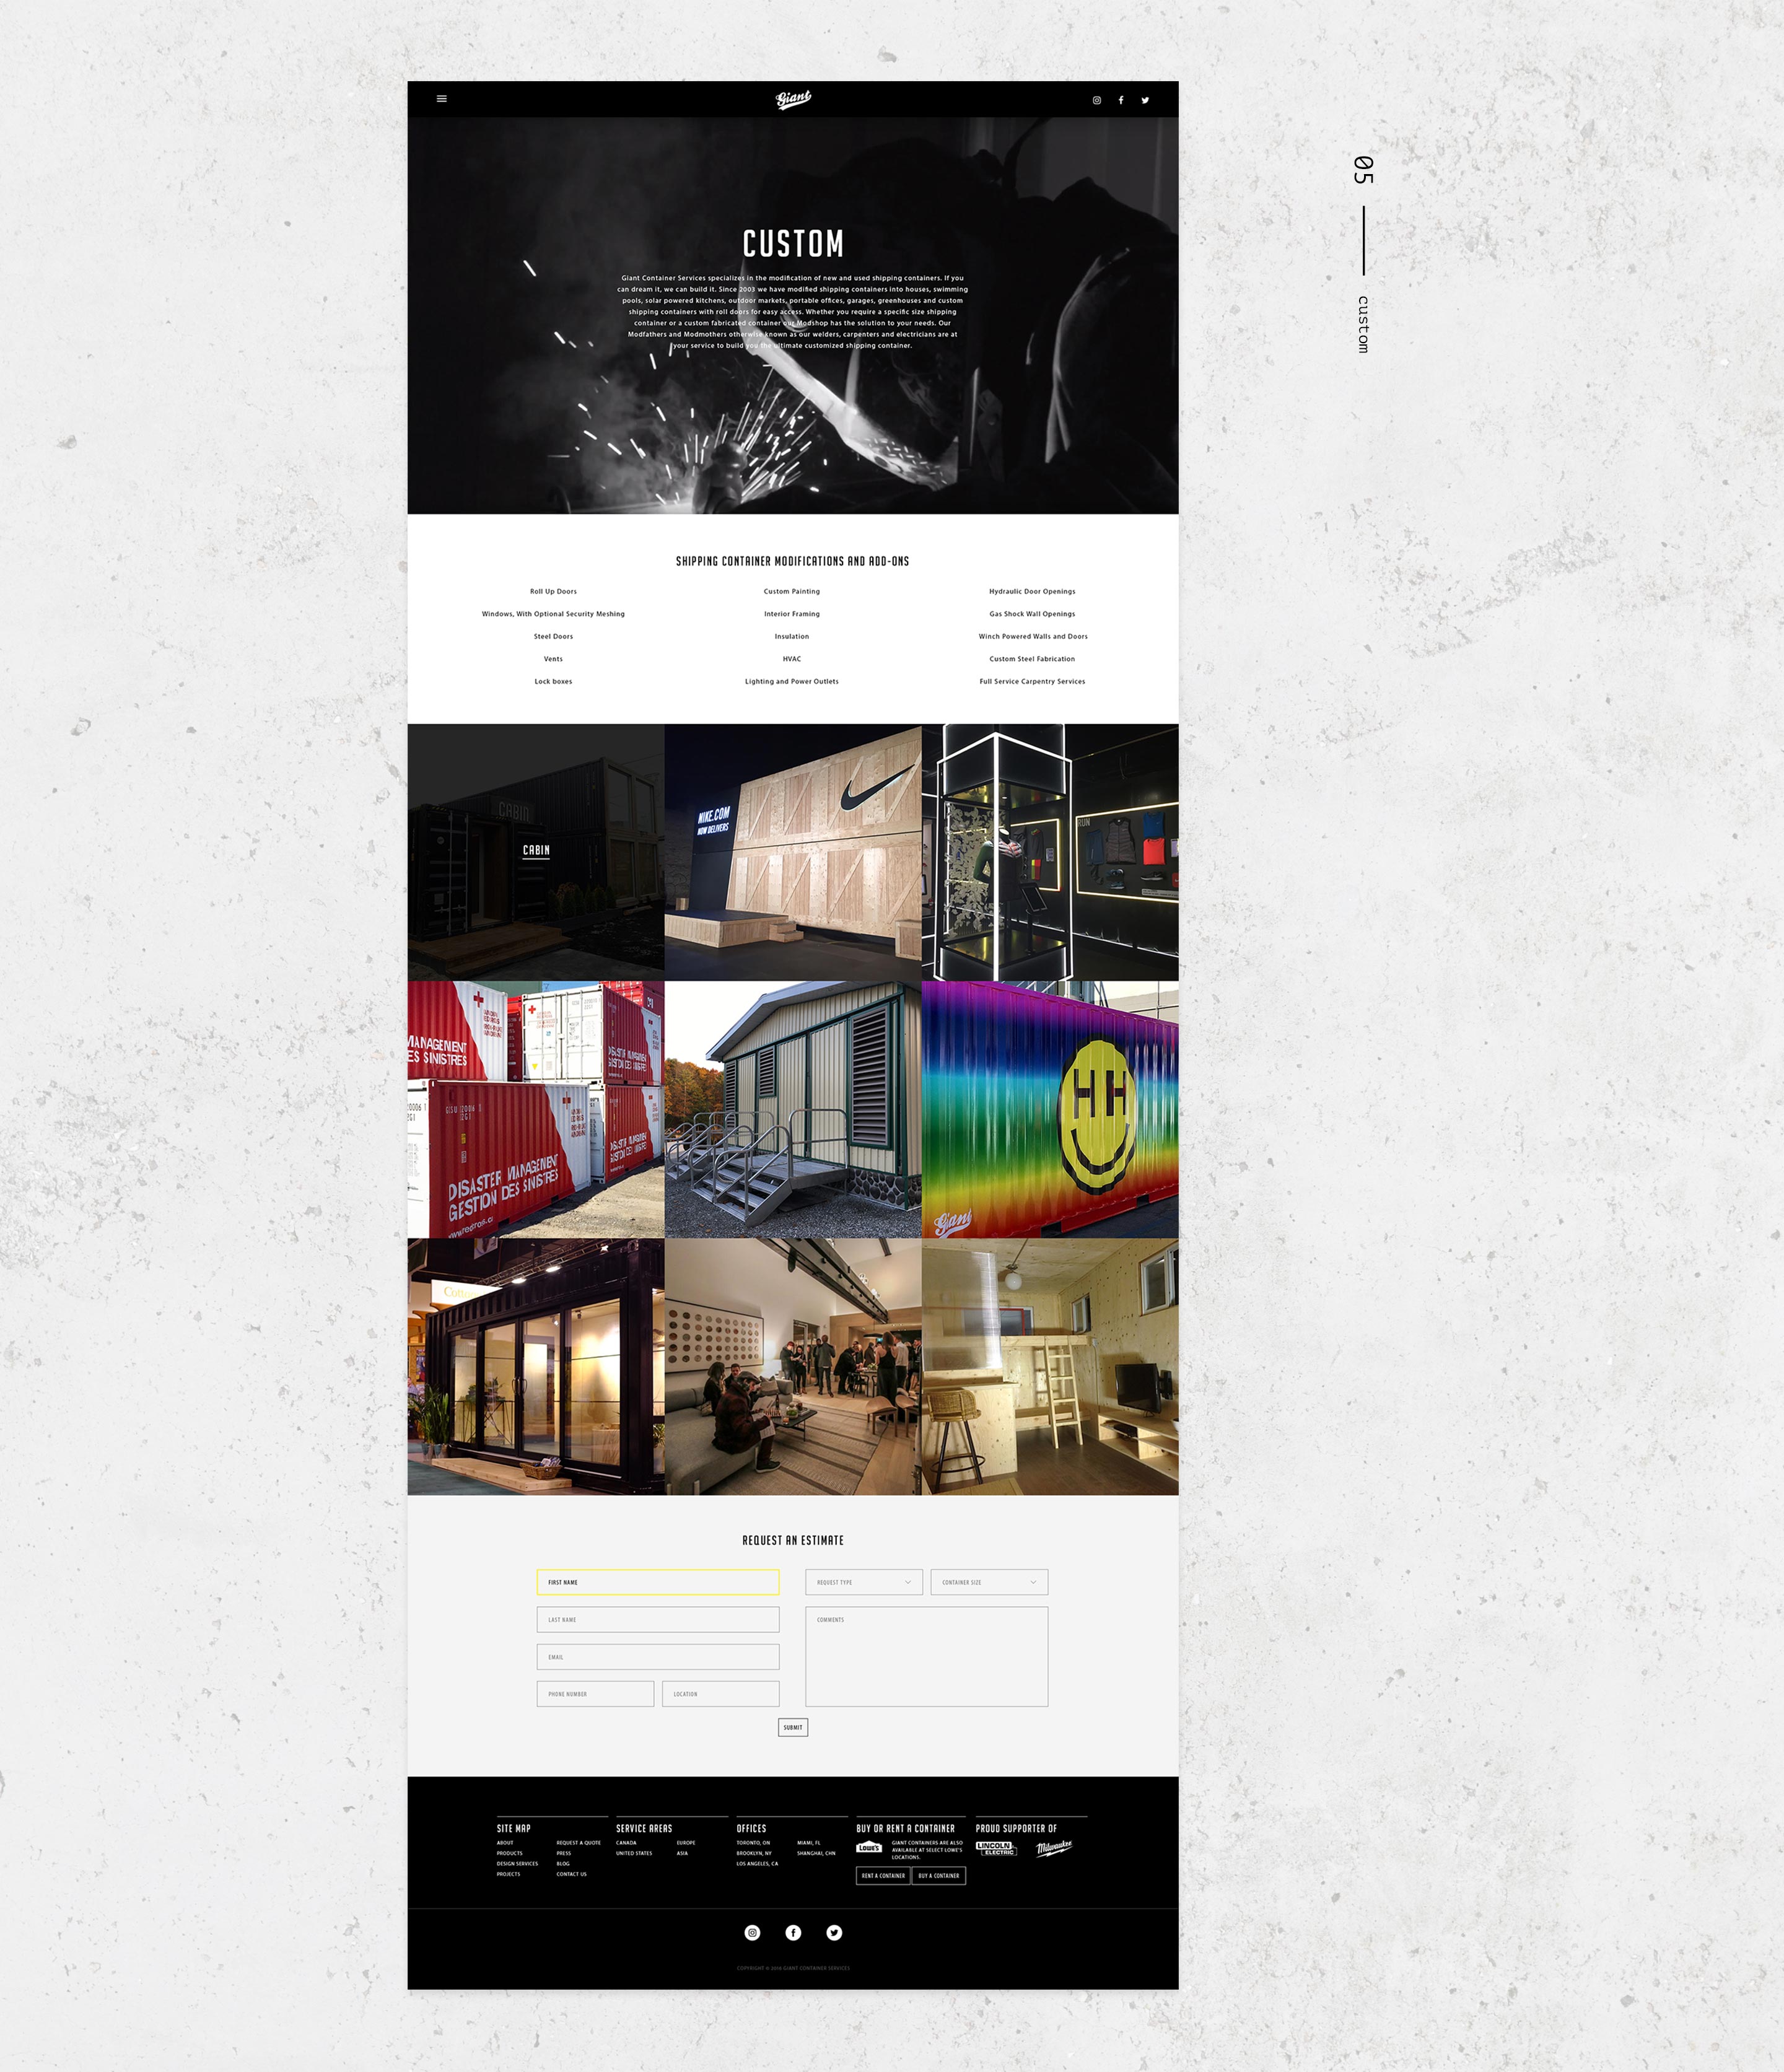 Giant
05
custom
CUSTOM
Giant Container Services specializes in the modification of new and used shipping containers. If you
can dream it, we can build it. Since 2003 we have modified shipping containers into houses, swimming
pools, solar powered kitchens, outdoor markets, portable offices, garages, greenhouses and custom
shipping containers with roll doors for easy access. Whether you require a specific size shipping
container or a custom fabricated container our Modshop has the solution to your needs. Our
Modfathers and Modmothers otherwise known as our welders, carpenters and electricians are at
your service to build you the ultimate customized shipping container.
SHIPPING CONTAINER MODIFICATIONS AND ADD-ONS
Roll Up Doors
Windows, With Optional Security Meshing
Steel Doors
Vents
Lock boxes
Custom Painting
Interior Framing
Insulation
HVAC
Lighting and Power Outlets
Hydraulic Door Openings
Gas Shock Wall Openings
Winch Powered Walls and Doors
Custom Steel Fabrication
Full Service Carpentry Services
CABIN
CABIN
NIKE.COM
NOW DELIVERS
RUN
DISASTER MANAGEMENT
GESTION DES SINISTRES
HH
Giant
REQUEST AN ESTIMATE
FIRST NAME
LAST NAME
EMAIL
PHONE NUMBER
LOCATION
REQUEST TYPE
CONTAINER SIZE
COMMENTS
SUBMIT
SITE MAP
ABOUT
PRODUCTS
DESIGN SERVICES
PROJECTS
REQUEST A QUOTE
PRESS
BLOG
CONTACT US
SERVICE AREAS
CANADA
UNITED STATES
EUROPE
ASIA
OFFICES
TORONTO, ON
BROOKLYN, NY
LOS ANGELES, CA
MIAMI, FL
SHANGHAI, CHN
BUY OR RENT A CONTAINER
LOWE'S
GIANT CONTAINERS ARE ALSO
AVAILABLE AT SELECT LOWE'S
LOCATIONS.
RENT A CONTAINER
BUY A CONTAINER
PROUD SUPPORTER OF
LINCOLN
ELECTRIC
Milwaukee
COPYRIGHT © 2018 GIANT CONTAINER SERVICES